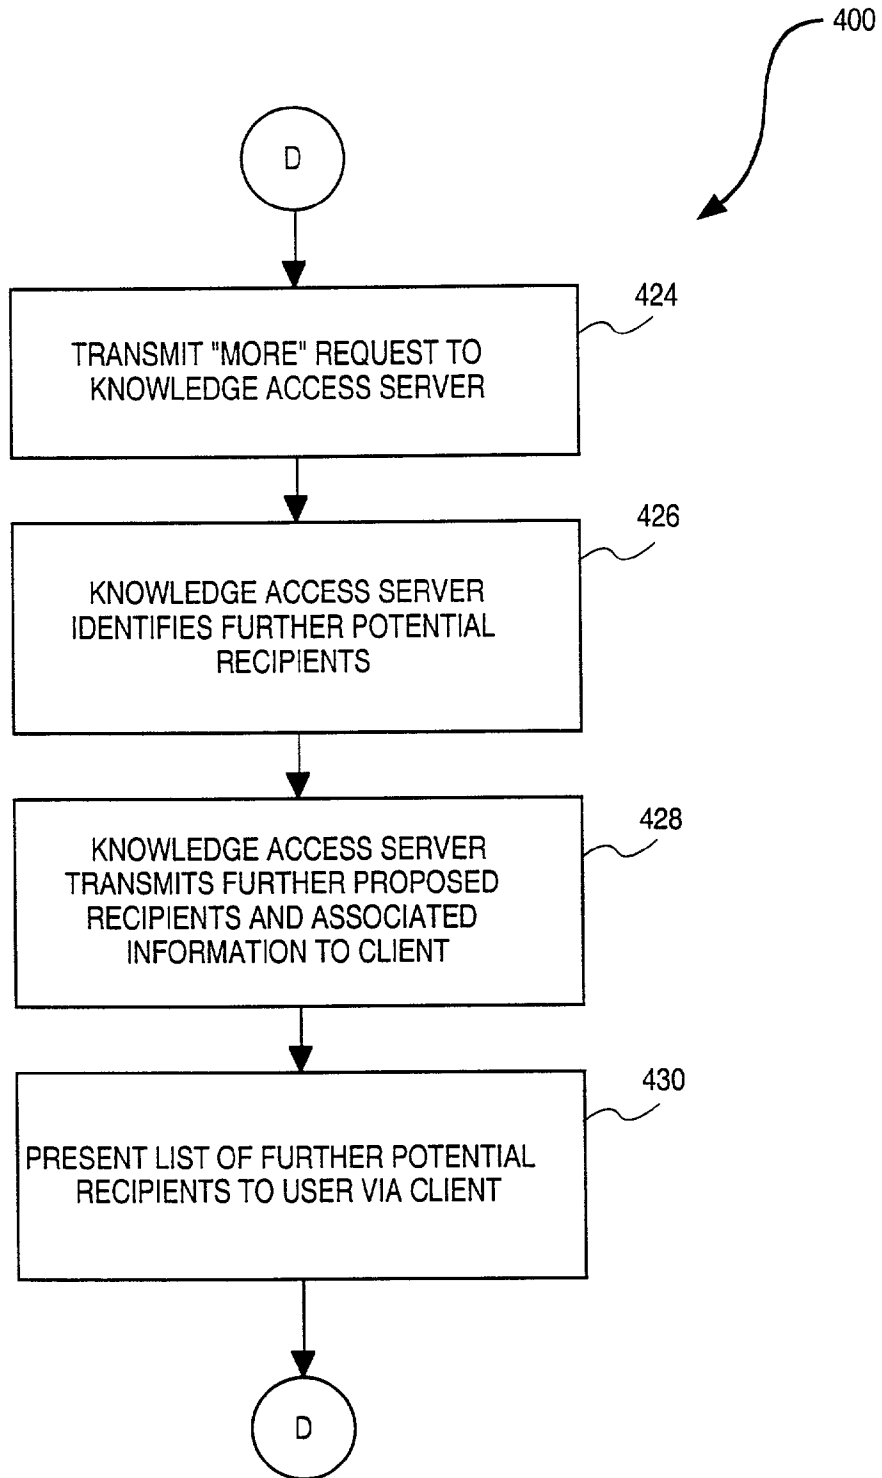 400
D
424
TRANSMIT "MORE" REQUEST TO
KNOWLEDGE ACCESS SERVER
426
KNOWLEDGE ACCESS SERVER
IDENTIFIES FURTHER POTENTIAL
RECIPIENTS
428
KNOWLEDGE ACCESS SERVER
TRANSMITS FURTHER PROPOSED
RECIPIENTS AND ASSOCIATED
INFORMATION TO CLIENT
430
PRESENT LIST OF FURTHER POTENTIAL
RECIPIENTS TO USER VIA CLIENT
D